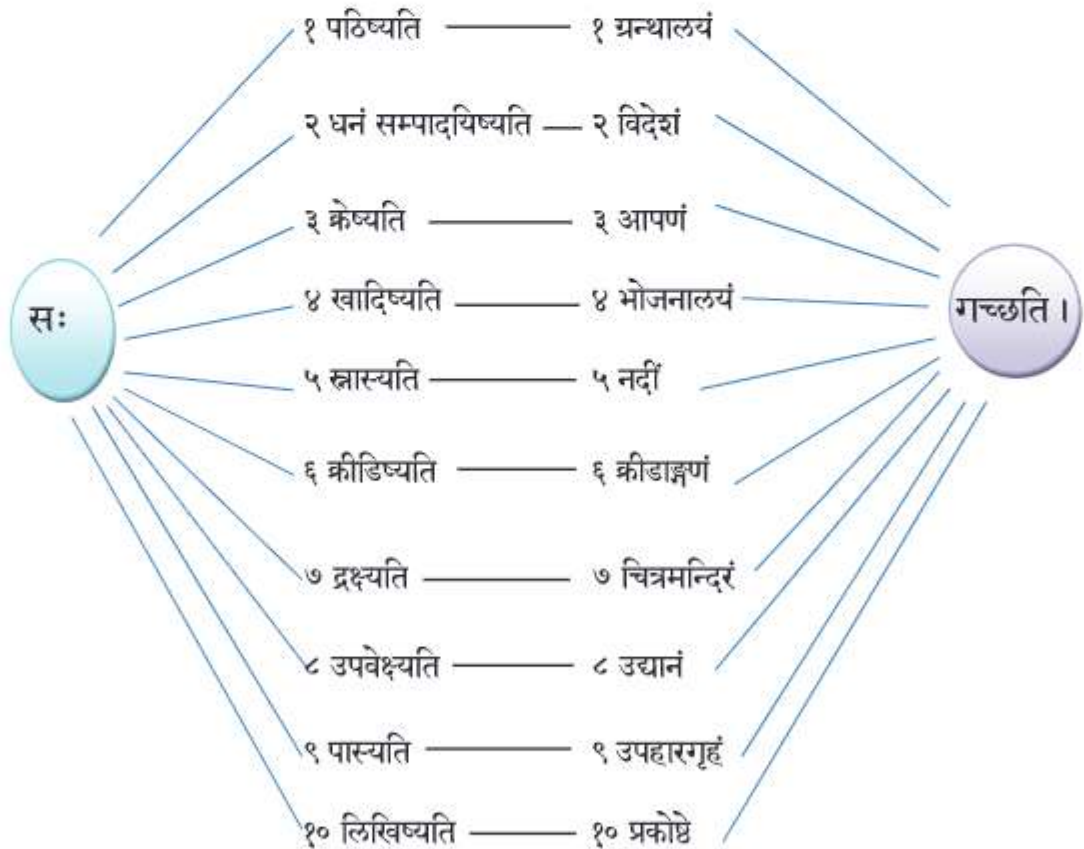 १ पठिष्यति १ ग्रन्थालयं
२ धनं सम्पादयिष्यति २ विदेशं
३ क्रेष्यति ३ आपणं
सः ४ खादिष्यति ४ भोजनालयं गच्छति ।
५ स्नास्यति ५ नदीं
६ क्रीडिष्यति ६ क्रीडाङ्गणं
७ द्रक्ष्यति ७ चित्रमन्दिरं
८ उपवेक्ष्यति ८ उद्यानं
९ पास्यति ९ उपहारगृहं
१० लिखिष्यति १० प्रकोष्ठे